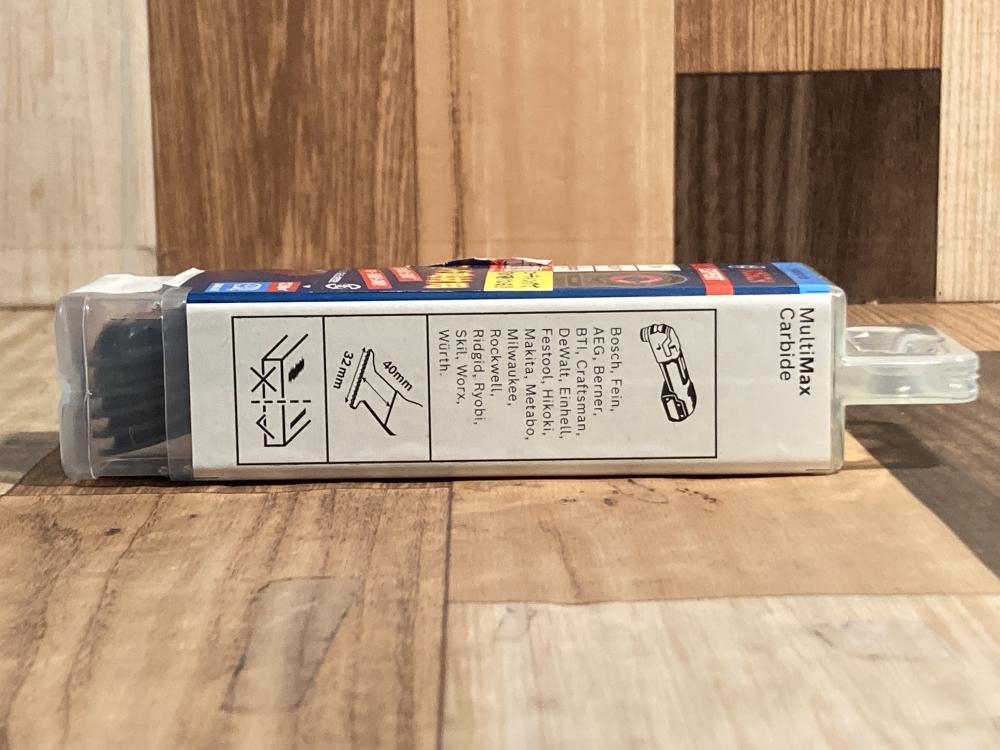 MultiMax
Carbide
Bosch, Fein,
AEG, Berner,
BTI, Craftsman,
DeWalt, Einhell,
Festool, Hikoki,
Makita, Metabo,
Milwaukee,
Rockwell,
Ridgid, Ryobi,
Skil, Worx,
Würth.
40mm
32mm